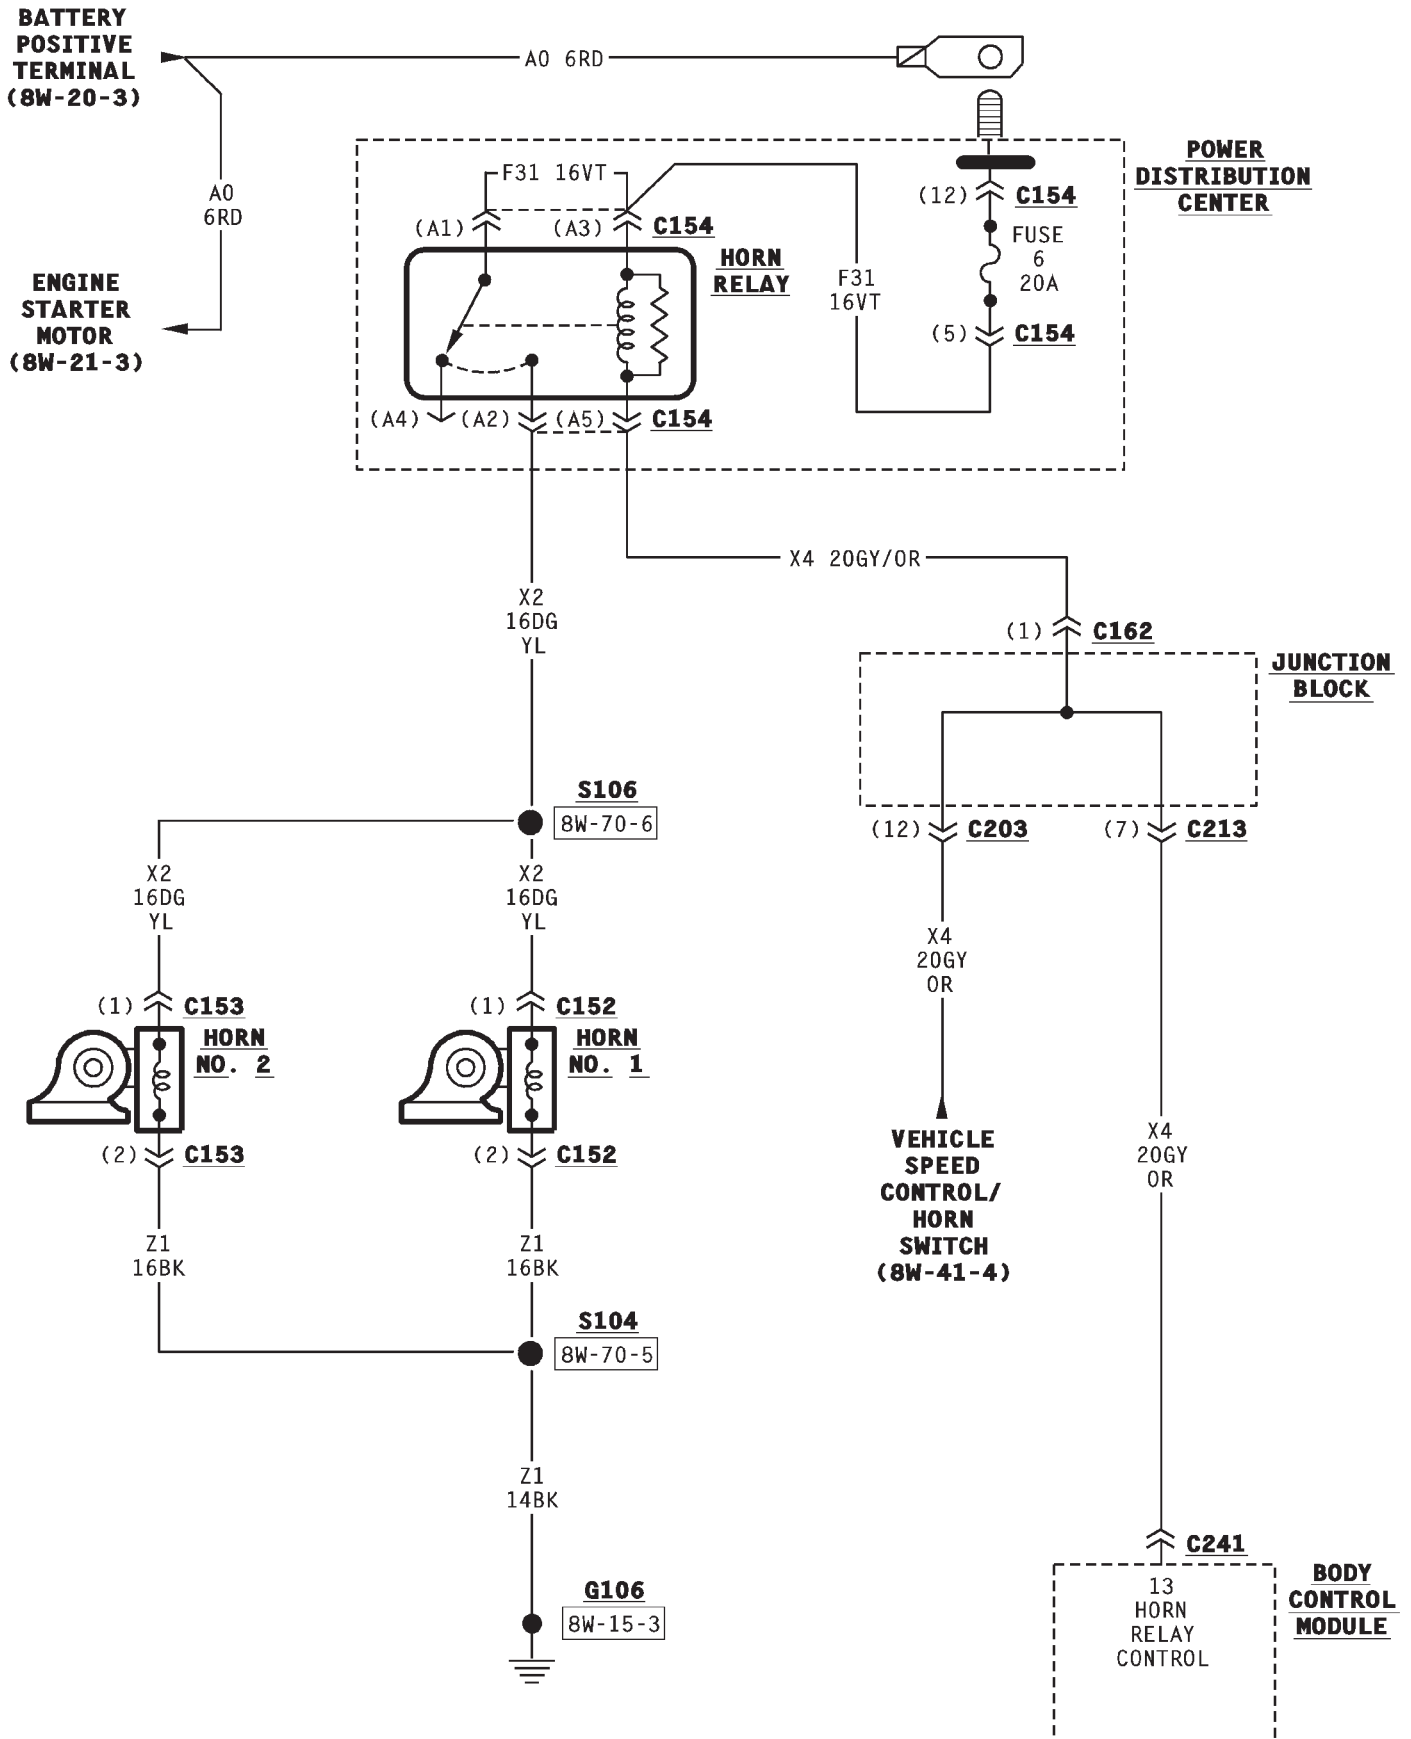 BATTERY
POSITIVE
TERMINAL
(8W-20-3)
A0 6RD
A0
6RD
ENGINE
STARTER
MOTOR
(8W-21-3)
POWER
DISTRIBUTION
CENTER
F31 16VT
(A1)
(A3)
C154
HORN
RELAY
(12)
C154
FUSE
6
20A
F31
16VT
(5)
C154
(A4)
(A2)
(A5)
C154
X4 20GY/OR
X2
16DG
YL
(1)
C162
JUNCTION
BLOCK
S106
8W-70-6
(12)
C203
(7)
C213
X2
16DG
YL
X2
16DG
YL
X4
20GY
OR
(1)
C153
HORN
NO. 2
(1)
C152
HORN
NO. 1
(2)
C153
(2)
C152
VEHICLE
SPEED
CONTROL/
HORN
SWITCH
(8W-41-4)
X4
20GY
OR
Z1
16BK
Z1
16BK
S104
8W-70-5
Z1
14BK
G106
8W-15-3
C241
13
HORN
RELAY
CONTROL
BODY
CONTROL
MODULE